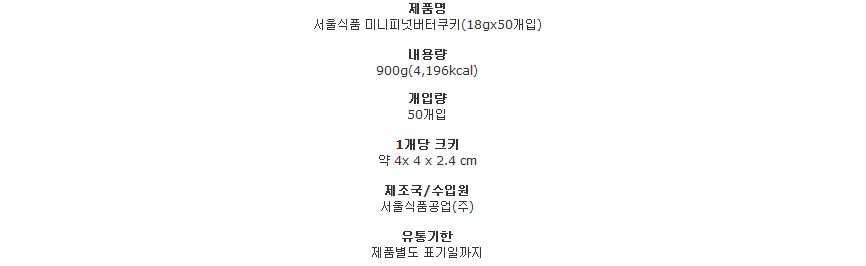 제품명
서울식품 미니피넛버터쿠키(18gx50개입)
내용량
900g(4,196kcal)
개입량
50개입
1개당 크키
약 4x 4 x 2.4 cm
제조국/수입원
서울식품공업(주)
유통기한
제품별도 표기일까지